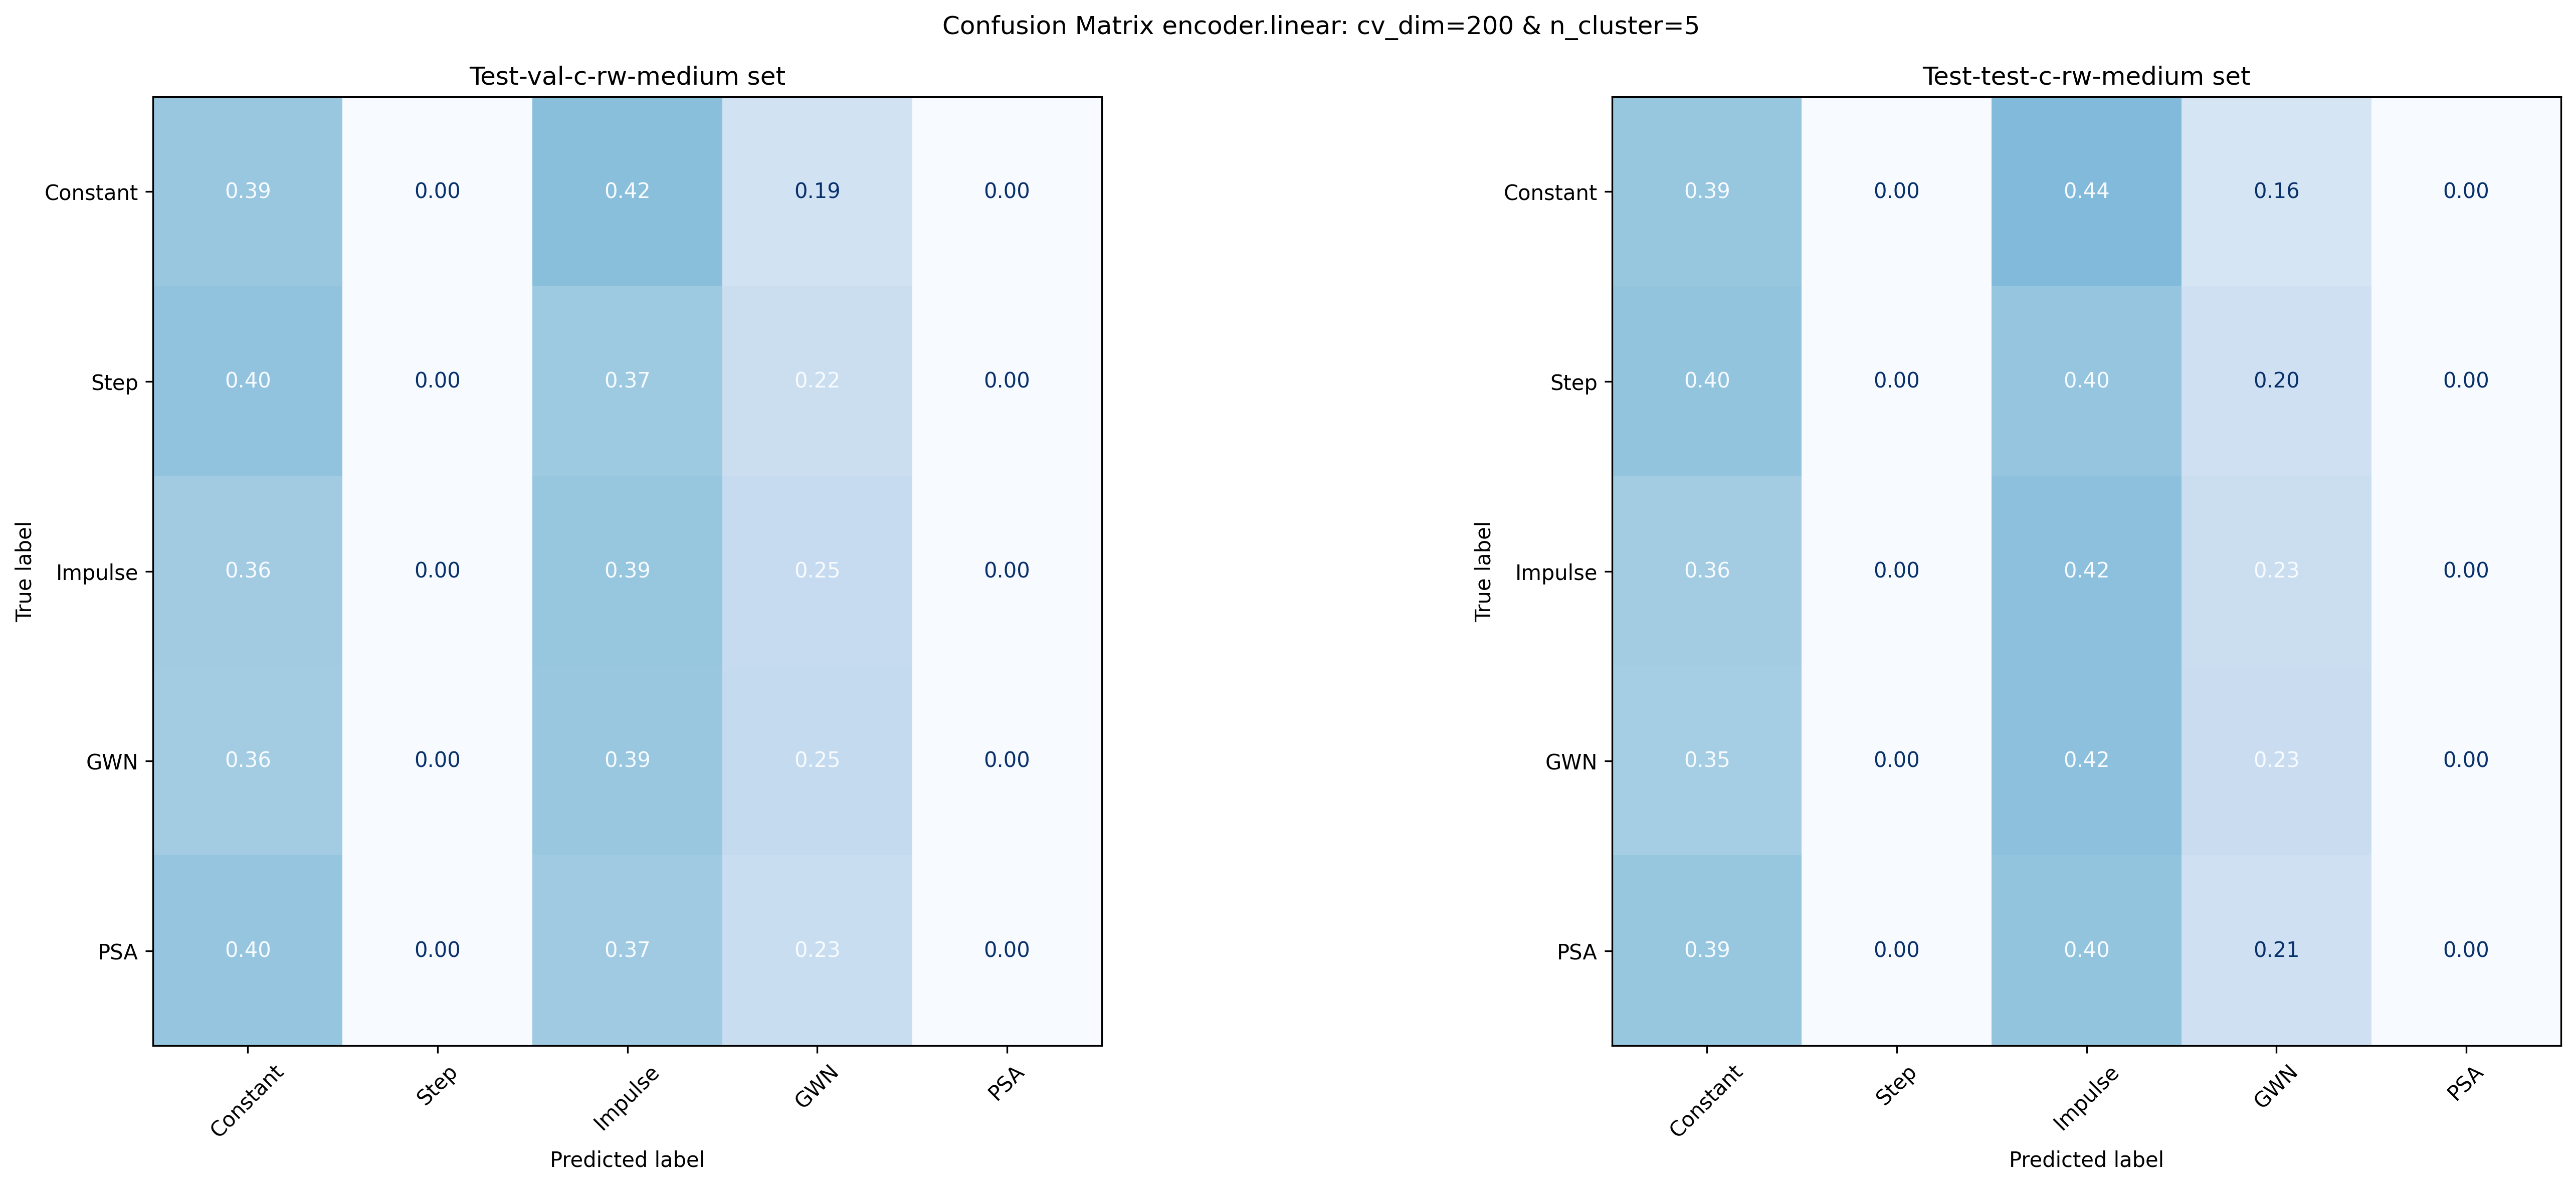 Confusion Matrix encoder.linear: cv_dim=200 & n_cluster=5
Test-val-c-rw-medium set
True label
Constant 0.39 0.00 0.42 0.19 0.00
Step 0.40 0.00 0.37 0.22 0.00
Impulse 0.36 0.00 0.39 0.25 0.00
GWN 0.36 0.00 0.39 0.25 0.00
PSA 0.40 0.00 0.37 0.23 0.00
Constant Step Impulse GWN PSA
Predicted label
Test-test-c-rw-medium set
True label
Constant 0.39 0.00 0.44 0.16 0.00
Step 0.40 0.00 0.40 0.20 0.00
Impulse 0.36 0.00 0.42 0.23 0.00
GWN 0.35 0.00 0.42 0.23 0.00
PSA 0.39 0.00 0.40 0.21 0.00
Constant Step Impulse GWN PSA
Predicted label